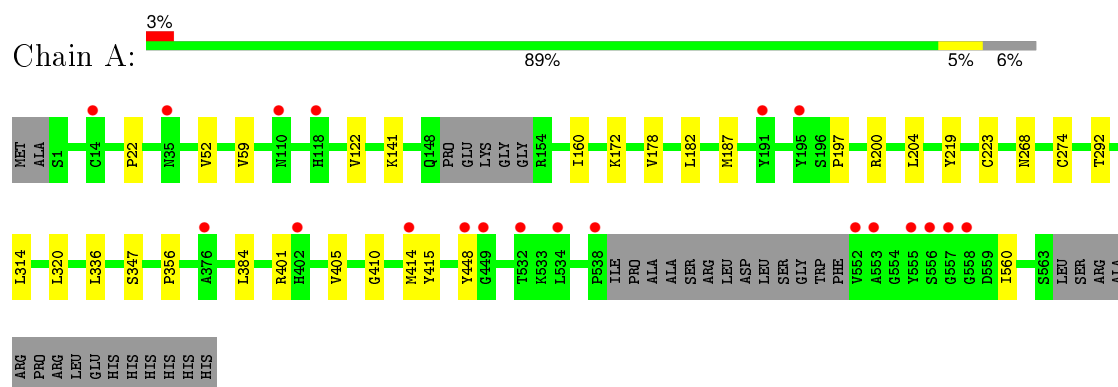 3%
Chain A:
89% 5% 6%
MET ALA S1 C14 P22 N35 V52 V59 N110 H118 V122 K141 Q148 PRO GLU LYS GLY GLY R154 I160 K172 V178 L182 M187 Y191 Y195 S196 P197 R200 L204 Y219 C223 N268 C274 T292
L314 L320 L336 S347 P356 A376 L384 R401 H402 V405 G410 M414 Y415 Y448 G449 T532 K533 L534 P538 ILE PRO ALA ALA SER ARG LEU ASP LEU SER GLY TRP PHE V552 A553 G554 Y555 S556 G557 G558 D559 I560 S563 LEU SER ARG ALA
ARG PRO ARG LEU GLU HIS HIS HIS HIS HIS HIS